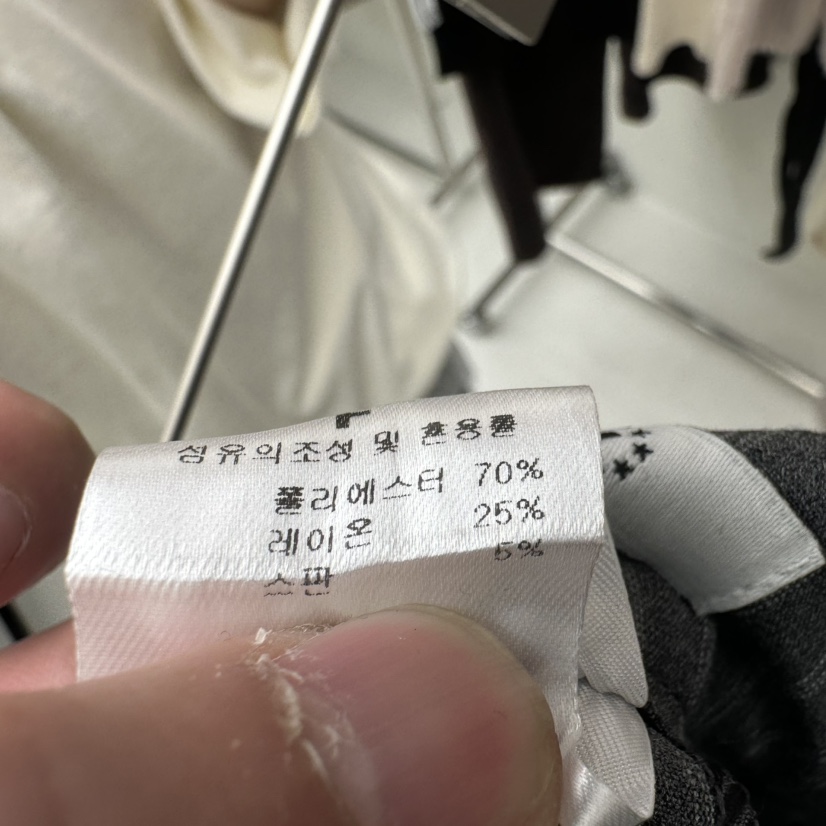 섬유의조성 및 혼용률
폴리에스터 70%
레이온 25%
스판 5%